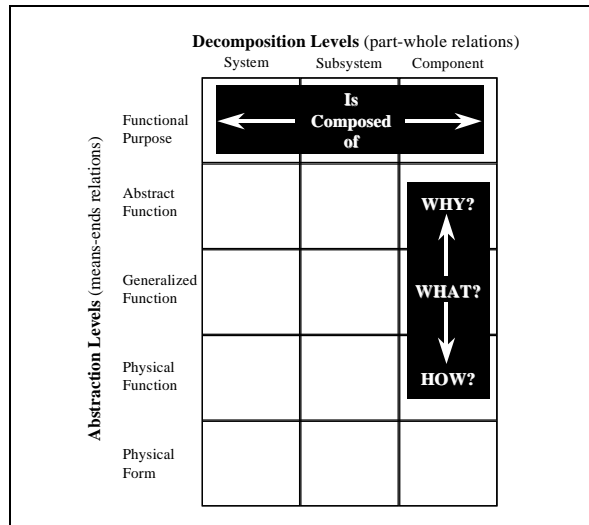 Decomposition Levels (part-whole relations)
System Subsystem Component
Is
Composed
of
Functional
Purpose
Abstract
Function
Generalized
Function
Physical
Function
Physical
Form
Abstraction Levels (means-ends relations)
WHY?
WHAT?
HOW?